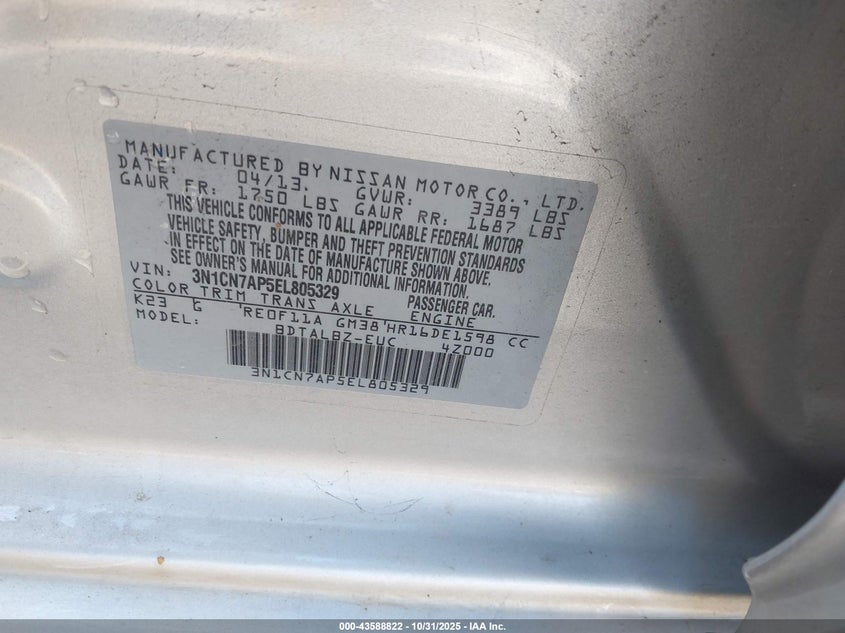 MANUFACTURED BY NISSAN MOTOR CO., LTD.
DATE: 04/13. GVWR: 3389 LBS
GAWR FR: 1750 LBS GAWR RR: 1687 LBS
THIS VEHICLE CONFORMS TO ALL APPLICABLE FEDERAL MOTOR
VEHICLE SAFETY, BUMPER AND THEFT PREVENTION STANDARDS
IN EFFECT ON THE DATE OF MANUFACTURE SHOWN ABOVE.
SEE OWNER'S MANUAL FOR ADDITIONAL INFORMATION.
VIN: 3N1CN7AP5EL805329 PASSENGER CAR.
COLOR TRIM TRANS AXLE ENGINE
K23 G RE0F11A GM38 HR16DE1598 CC
MODEL: BDTALBZ-EUC 4Z000
3N1CN7AP5EL805329
000-43588822 - 10/31/2025 - IAA Inc.